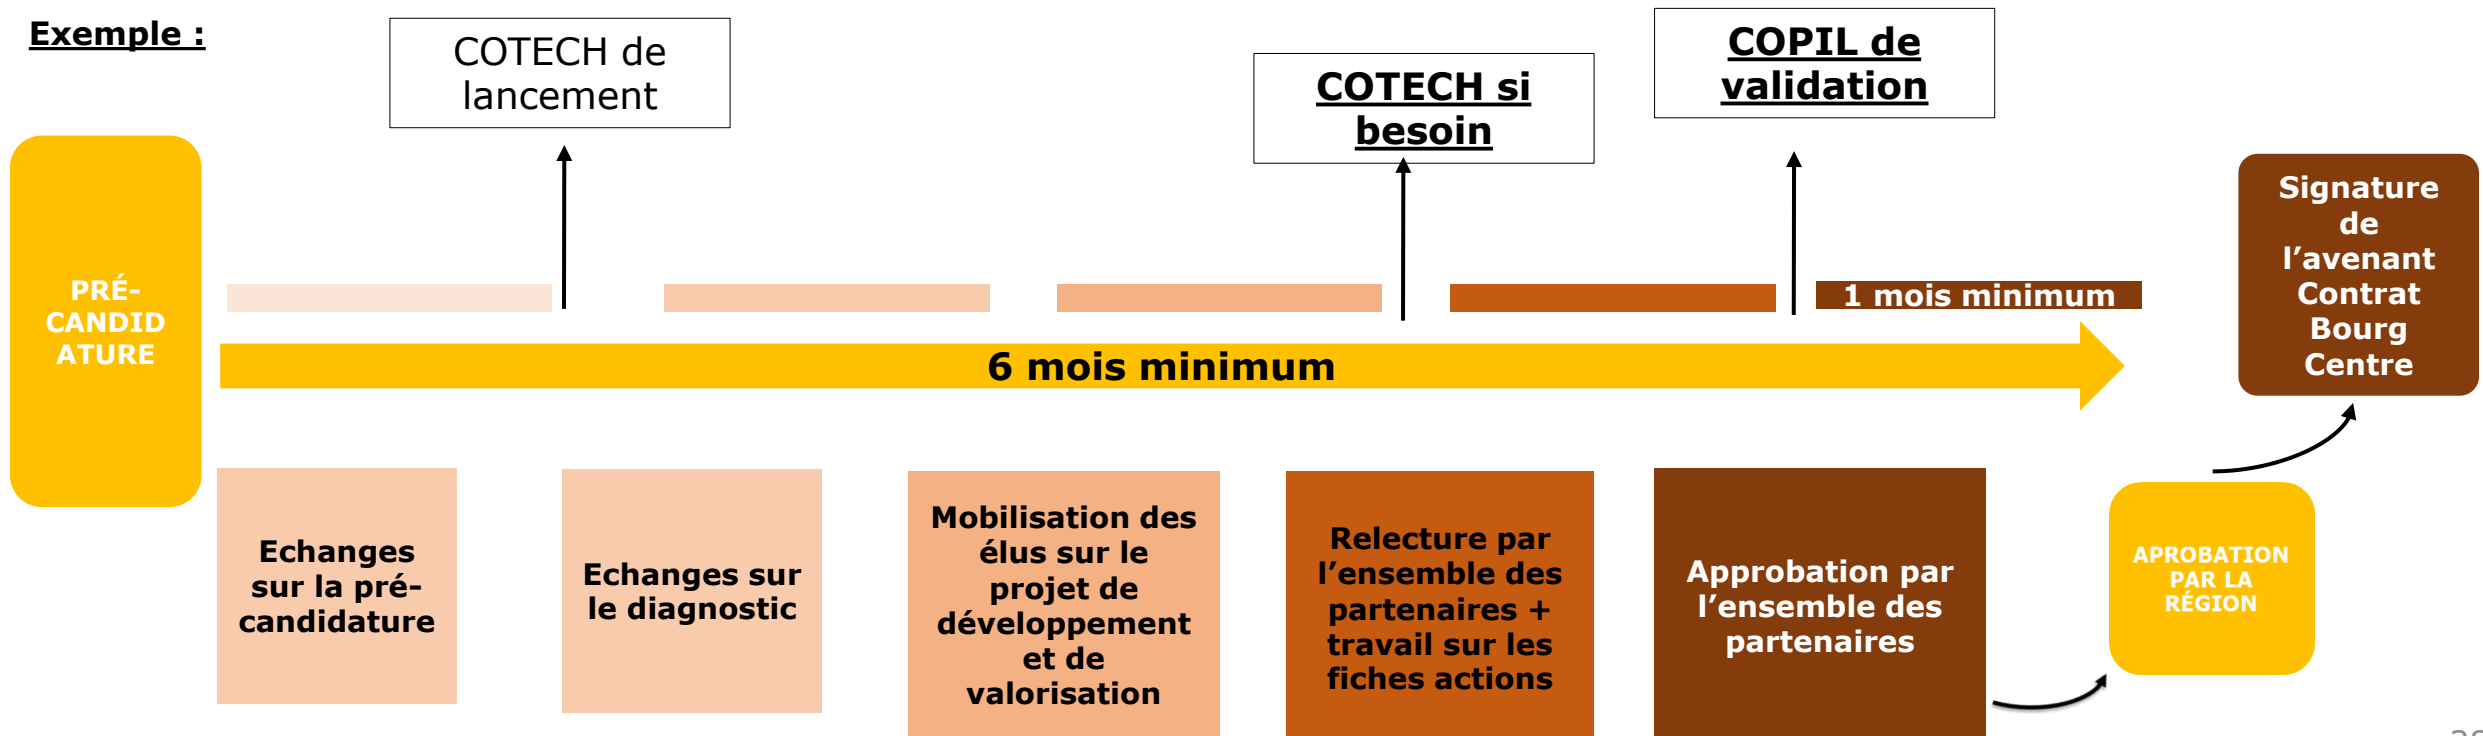 Exemple :
COTECH de
lancement
COTECH si
besoin
COPIL de
validation
PRÉ-
CANDID
ATURE
1 mois minimum
6 mois minimum
Signature
de
l’avenant
Contrat
Bourg
Centre
Echanges
sur la pré-
candidature
Echanges sur
le diagnostic
Mobilisation des
élus sur le
projet de
développement
et de
valorisation
Relecture par
l’ensemble des
partenaires +
travail sur les
fiches actions
Approbation par
l’ensemble des
partenaires
APROBATION
PAR LA
RÉGION